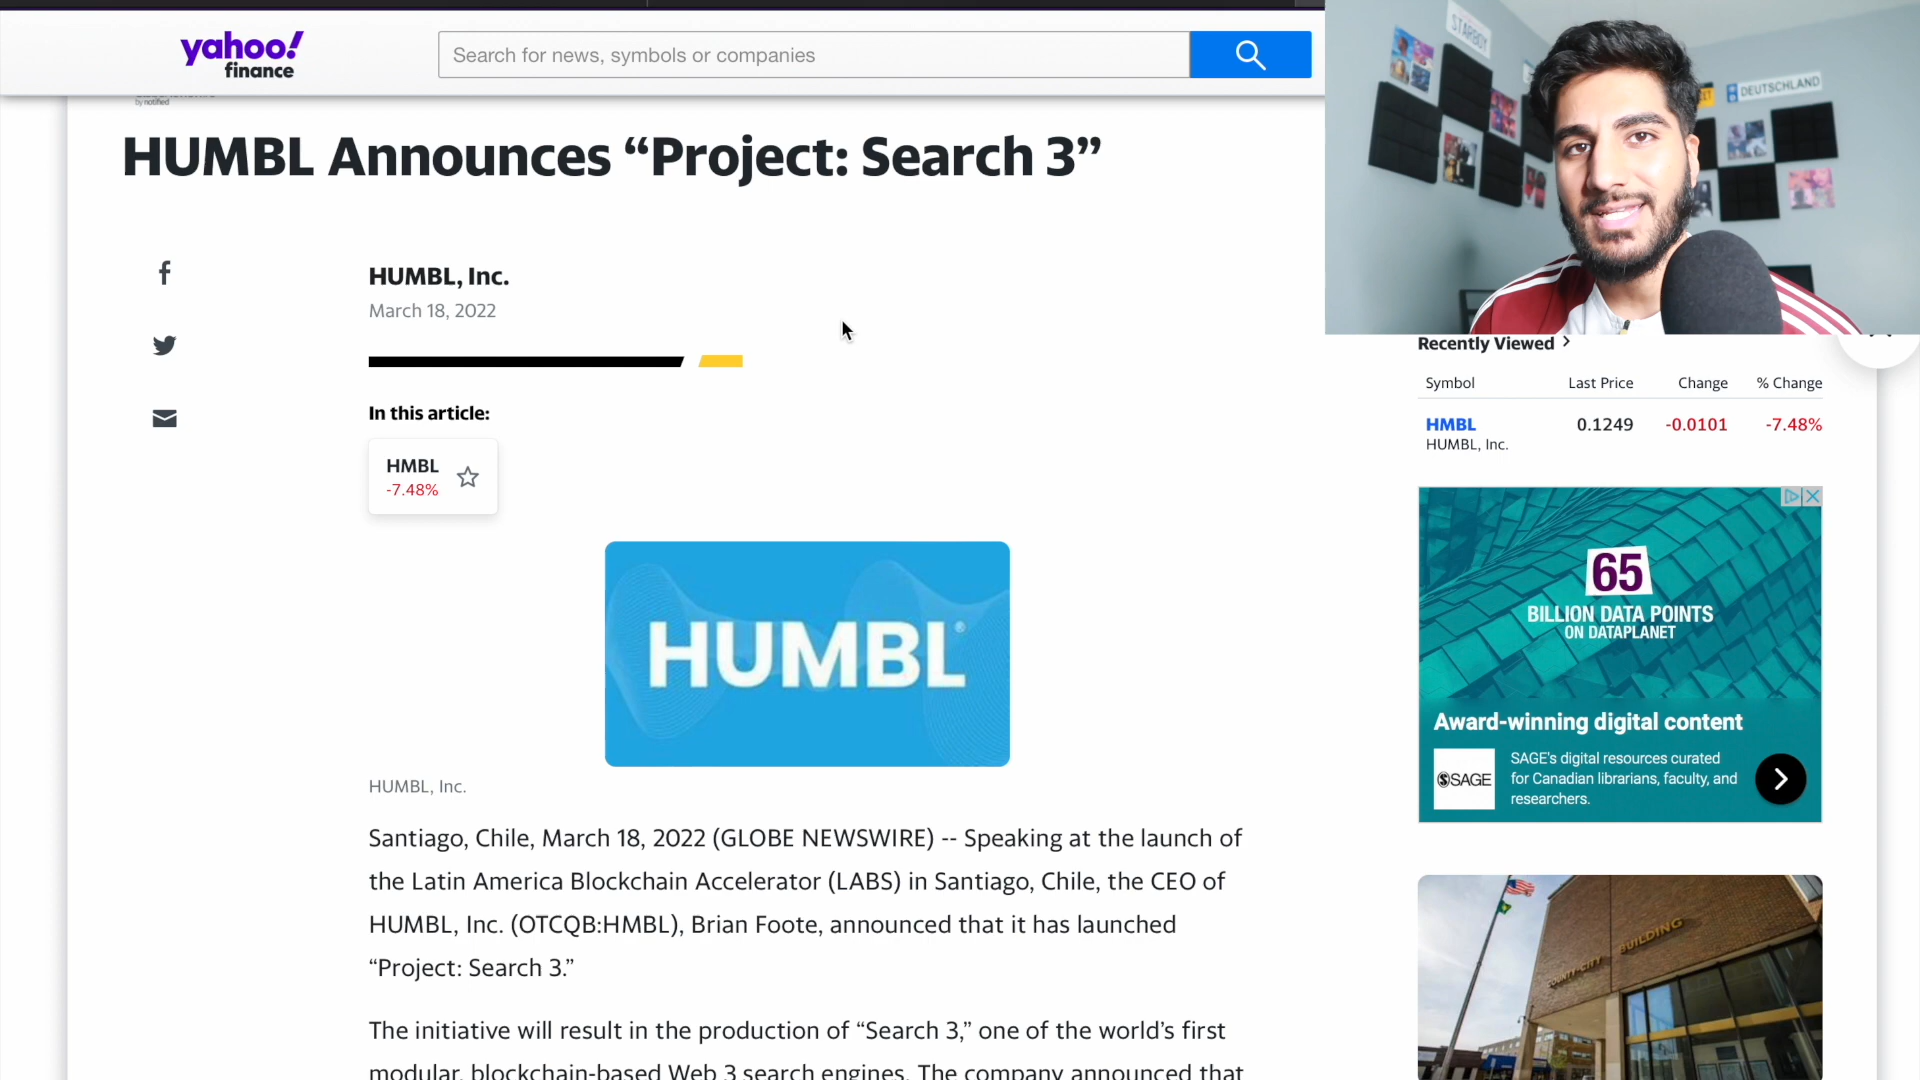 yahoo!
finance
Search for news, symbols or companies
by notified
HUMBL Announces “Project: Search 3”
STARBOY
DEUTSCHLAND
HUMBL, Inc.
March 18, 2022
In this article:
HMBL
-7.48%
HUMBL®
HUMBL, Inc.
Santiago, Chile, March 18, 2022 (GLOBE NEWSWIRE) -- Speaking at the launch of
the Latin America Blockchain Accelerator (LABS) in Santiago, Chile, the CEO of
HUMBL, Inc. (OTCQB:HMBL), Brian Foote, announced that it has launched
“Project: Search 3.”
The initiative will result in the production of “Search 3,” one of the world’s first
modular, blockchain-based Web 3 search engines. The company announced that
Recently Viewed
Symbol Last Price Change % Change
HMBL 0.1249 -0.0101 -7.48%
HUMBL, Inc.
65
BILLION DATA POINTS
ON DATAPLANET
Award-winning digital content
SAGE
SAGE's digital resources curated
for Canadian librarians, faculty, and
researchers.
COUNTY-CITY BUILDING